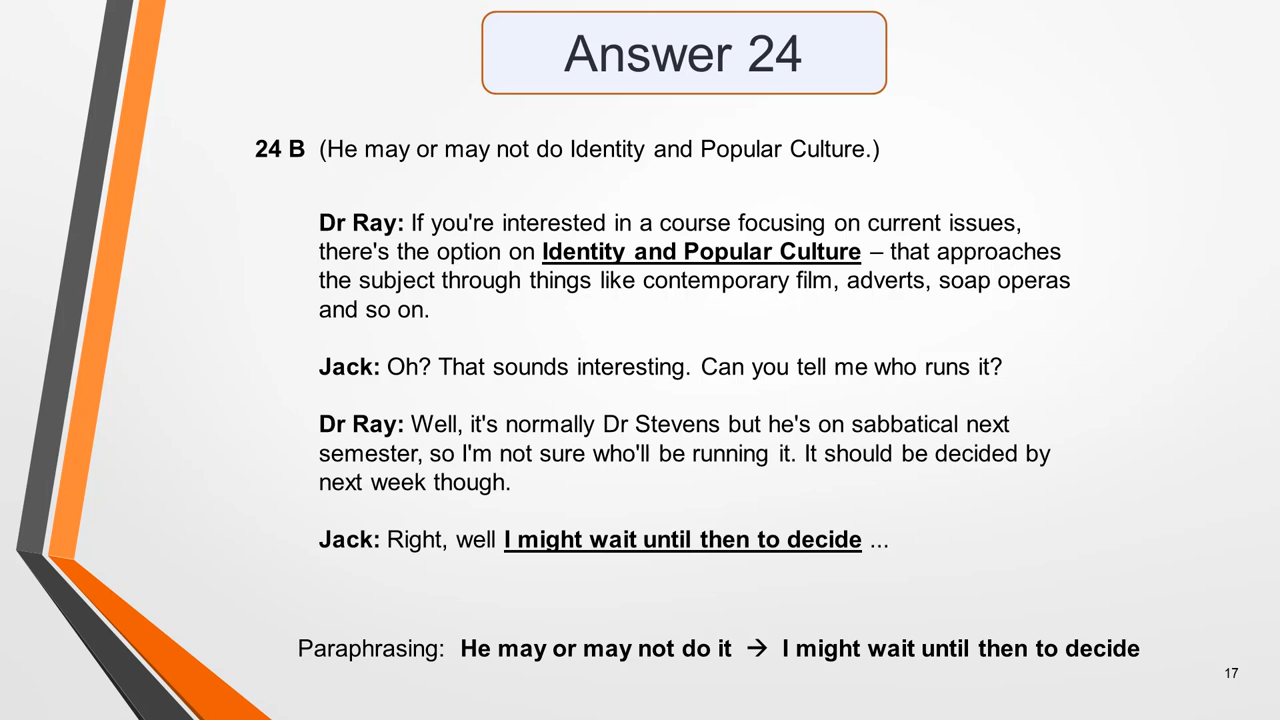 Answer 24
24 B (He may or may not do Identity and Popular Culture.)
Dr Ray: If you're interested in a course focusing on current issues,
there's the option on Identity and Popular Culture – that approaches
the subject through things like contemporary film, adverts, soap operas
and so on.
Jack: Oh? That sounds interesting. Can you tell me who runs it?
Dr Ray: Well, it's normally Dr Stevens but he's on sabbatical next
semester, so I'm not sure who'll be running it. It should be decided by
next week though.
Jack: Right, well I might wait until then to decide ...
Paraphrasing: He may or may not do it → I might wait until then to decide
17